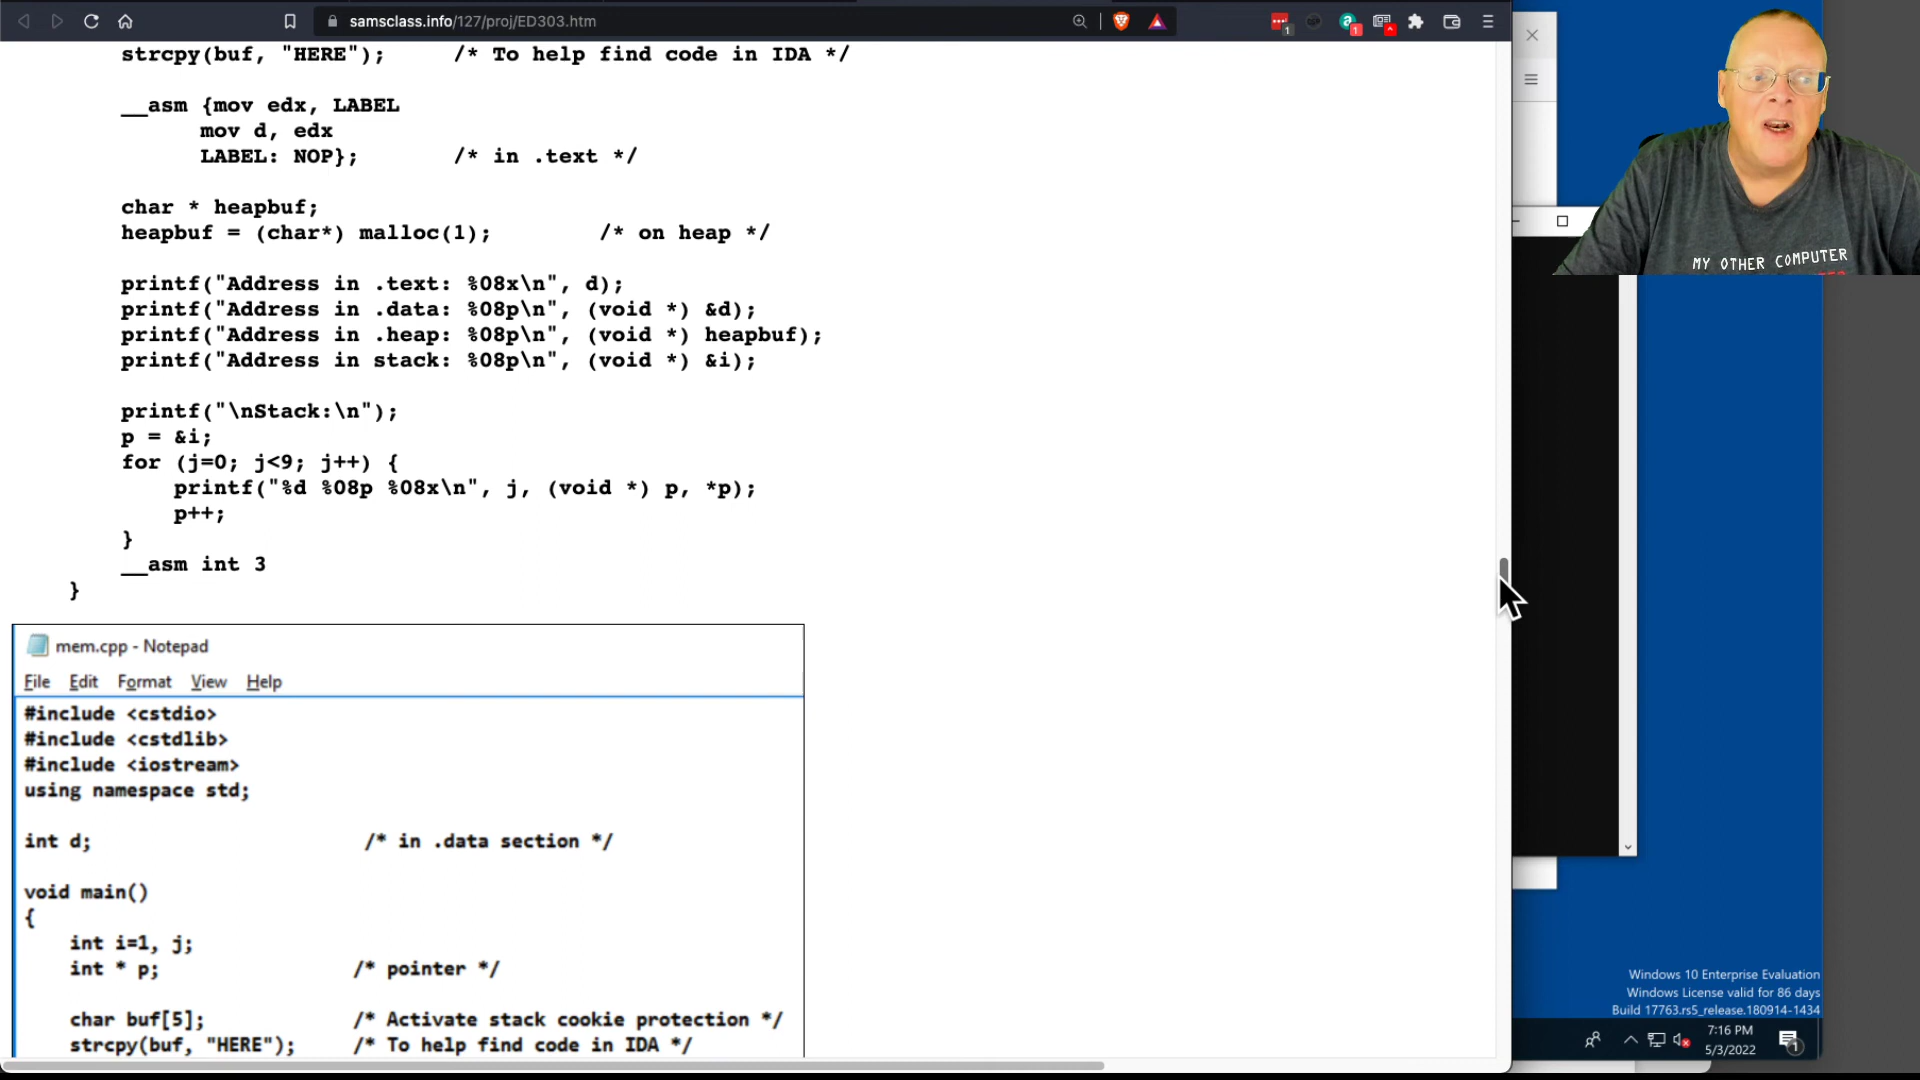 samsclass.info/127/proj/ED303.htm
strcpy(buf, "HERE");     /* To help find code in IDA */
__asm {mov edx, LABEL
mov d, edx
LABEL: NOP};       /* in .text */
char * heapbuf;
heapbuf = (char*) malloc(1);        /* on heap */
printf("Address in .text: %08x\n", d);
printf("Address in .data: %08p\n", (void *) &d);
printf("Address in .heap: %08p\n", (void *) heapbuf);
printf("Address in stack: %08p\n", (void *) &i);
printf("\nStack:\n");
p = &i;
for (j=0; j<9; j++) {
printf("%d %08p %08x\n", j, (void *) p, *p);
p++;
}
__asm int 3
}
mem.cpp - Notepad
File Edit Format View Help
#include <cstdio>
#include <cstdlib>
#include <iostream>
using namespace std;
int d;                        /* in .data section */
void main()
{
int i=1, j;
int * p;                 /* pointer */
char buf[5];             /* Activate stack cookie protection */
strcpy(buf, "HERE");     /* To help find code in IDA */
MY OTHER COMPUTER
Windows 10 Enterprise Evaluation
Windows License valid for 86 days
Build 17763.rs5_release.180914-1434
7:16 PM
5/3/2022
1